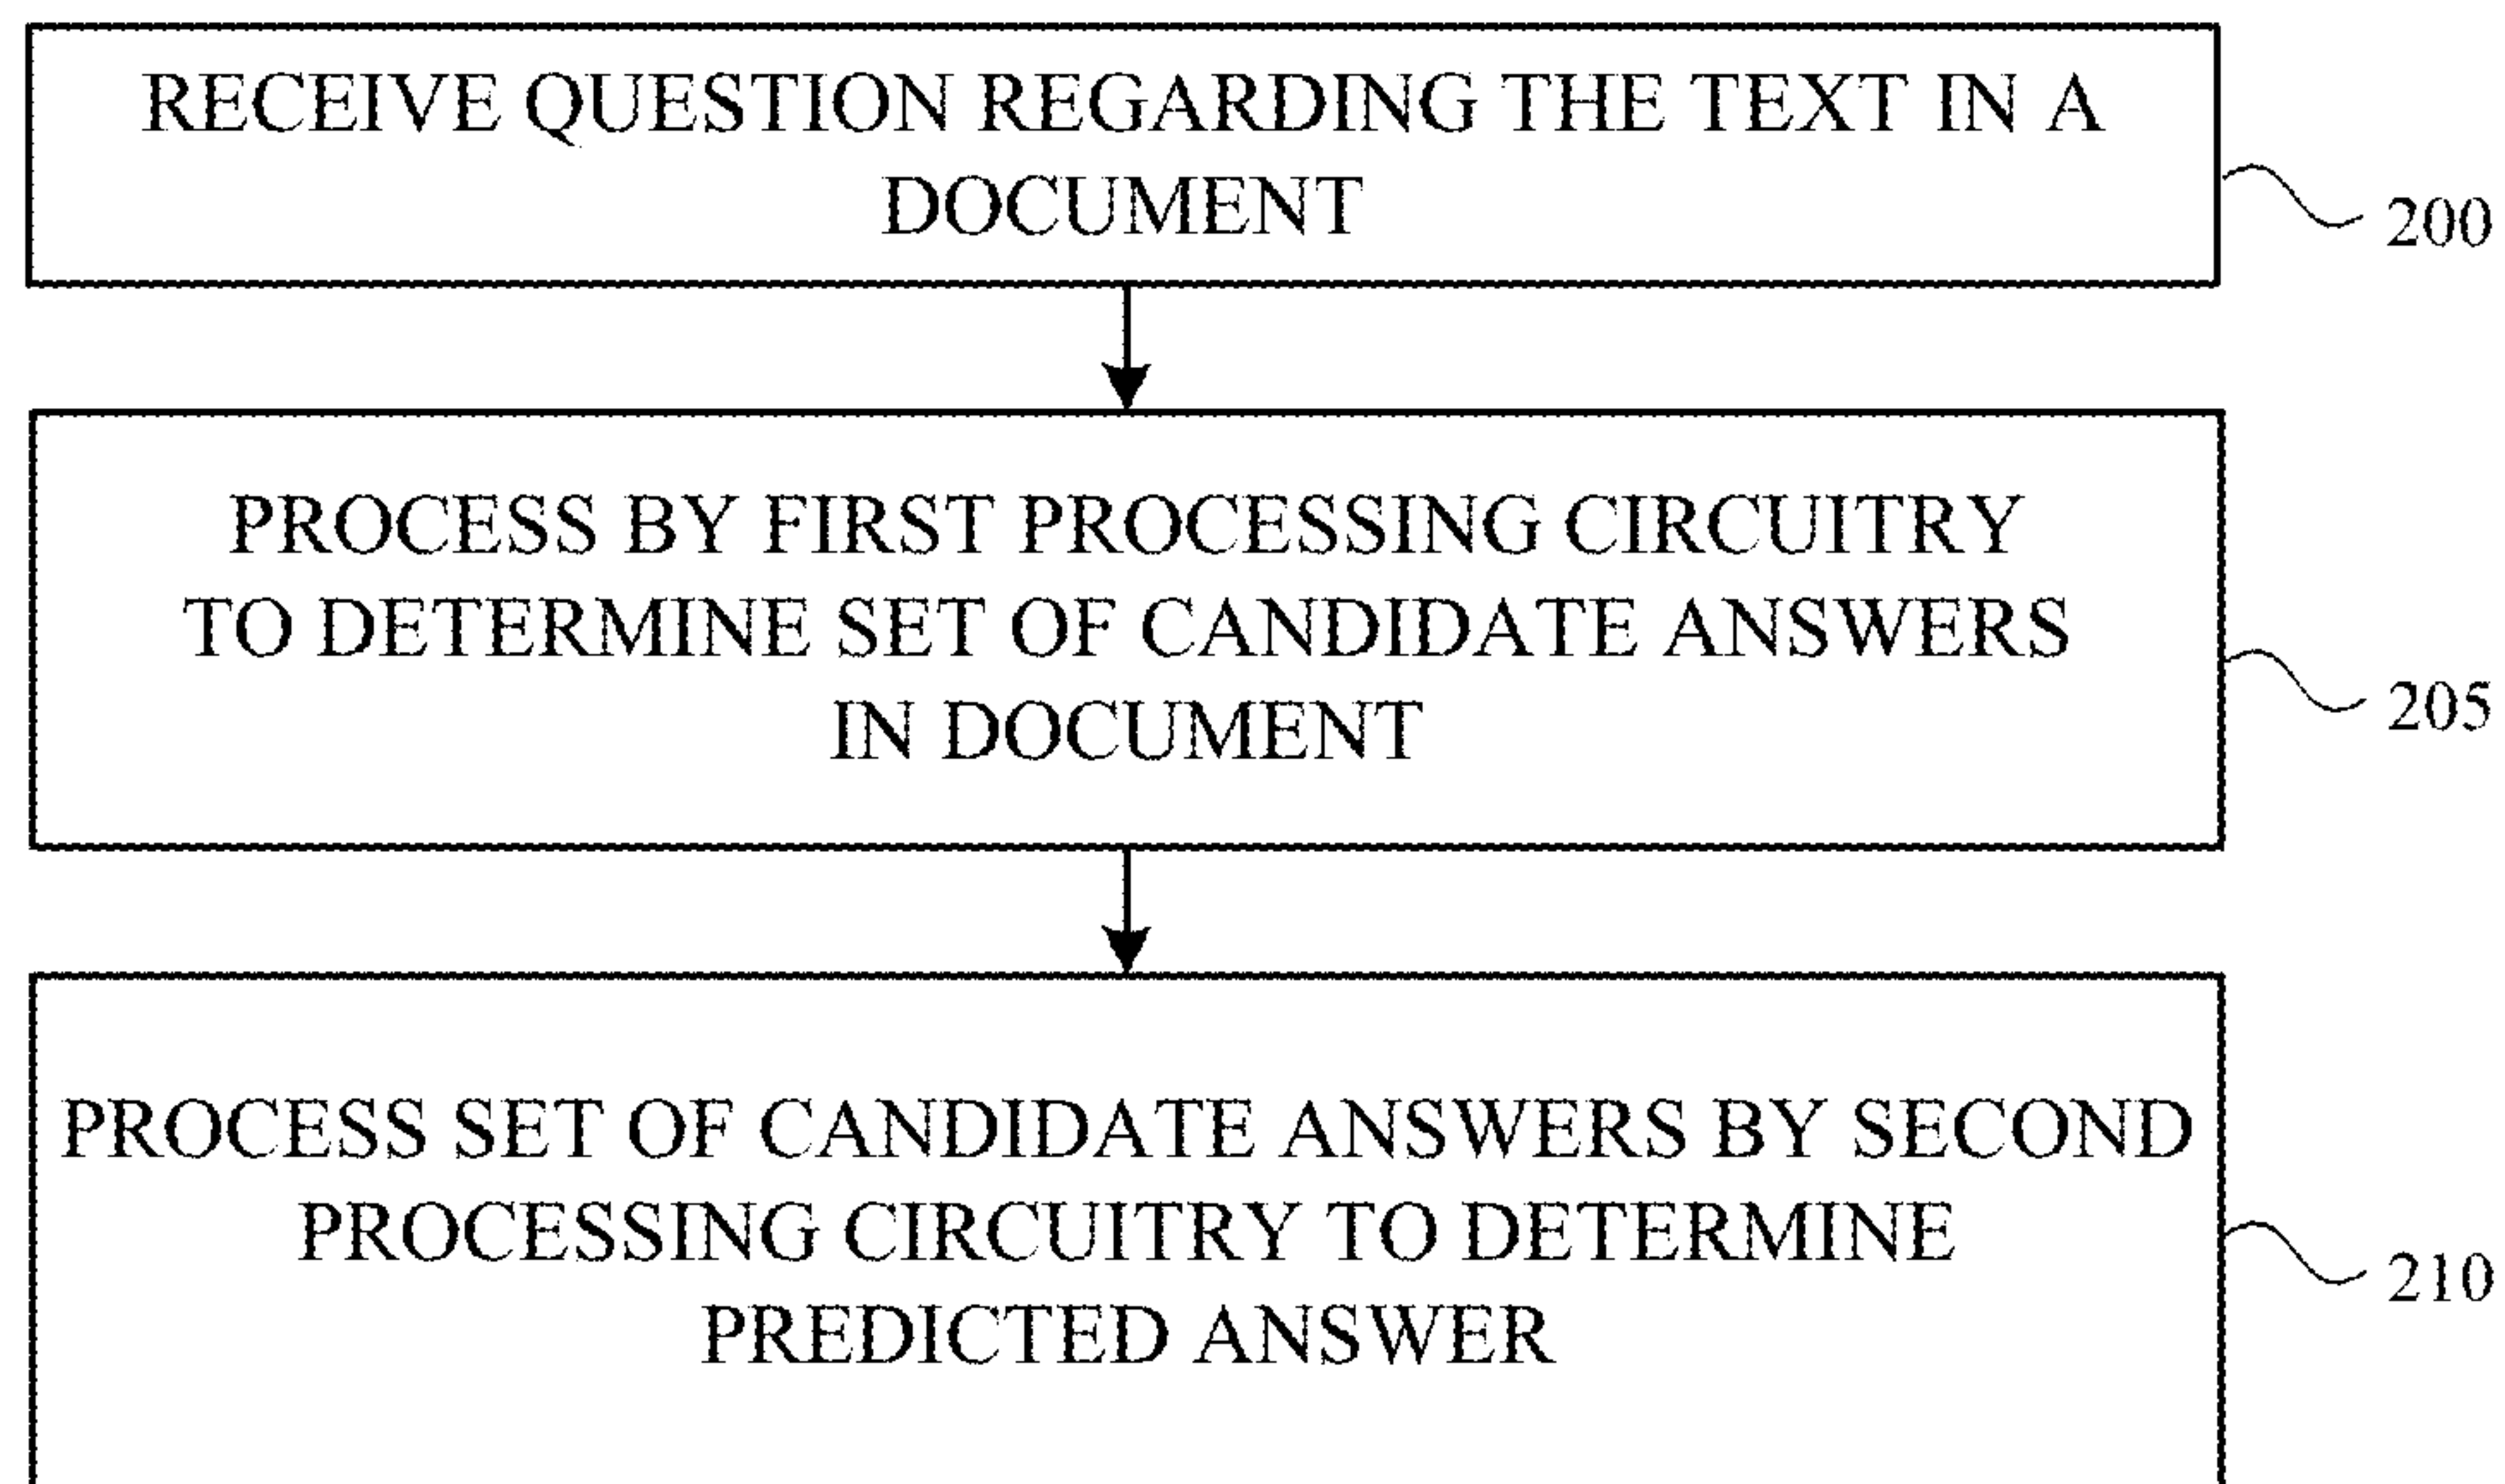 RECEIVE QUESTION REGARDING THE TEXT IN A
DOCUMENT
200
PROCESS BY FIRST PROCESSING CIRCUITRY
TO DETERMINE SET OF CANDIDATE ANSWERS
IN DOCUMENT
205
PROCESS SET OF CANDIDATE ANSWERS BY SECOND
PROCESSING CIRCUITRY TO DETERMINE
PREDICTED ANSWER
210